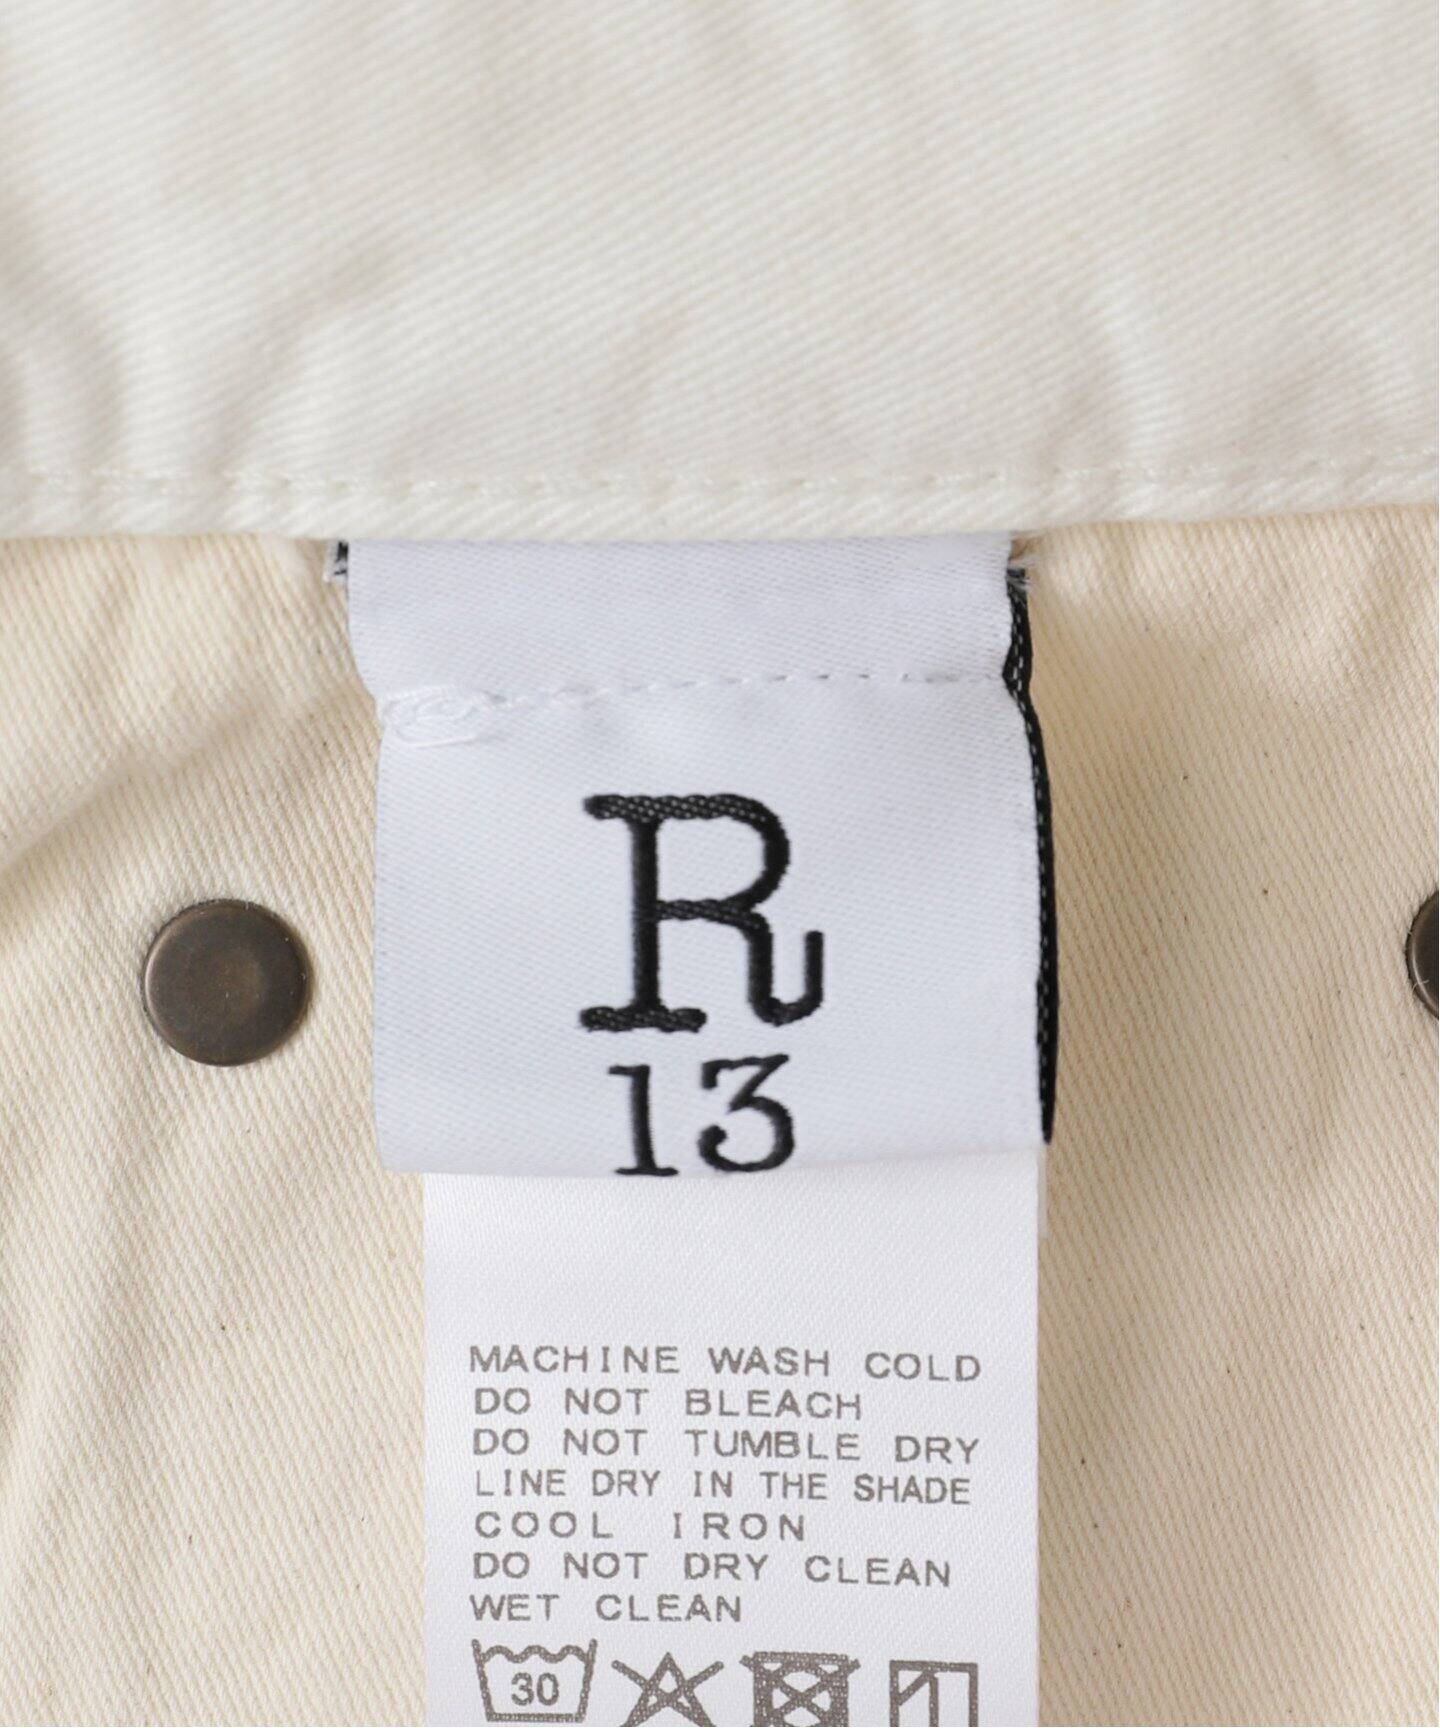 R
13
MACHINE WASH COLD
DO NOT BLEACH
DO NOT TUMBLE DRY
LINE DRY IN THE SHADE
COOL IRON
DO NOT DRY CLEAN
WET CLEAN
30